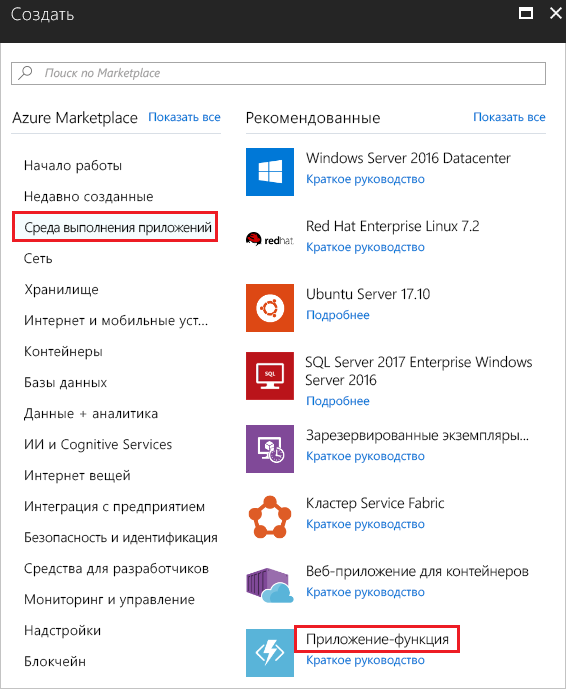 Создать
Поиск по Marketplace
Azure Marketplace
Показать все
Начало работы
Недавно созданные
Среда выполнения приложений
Сеть
Хранилище
Интернет и мобильные уст...
Контейнеры
Базы данных
Данные + аналитика
ИИ и Cognitive Services
Интернет вещей
Интеграция с предприятием
Безопасность и идентификация
Средства для разработчиков
Мониторинг и управление
Надстройки
Блокчейн
Рекомендованные
Показать все
Windows Server 2016 Datacenter
Краткое руководство
redhat
Red Hat Enterprise Linux 7.2
Краткое руководство
Ubuntu Server 17.10
Подробнее
SQL
SQL Server 2017 Enterprise Windows
Server 2016
Подробнее
Зарезервированные экземпляры...
Краткое руководство
Кластер Service Fabric
Краткое руководство
Веб-приложение для контейнеров
Краткое руководство
Приложение-функция
Краткое руководство